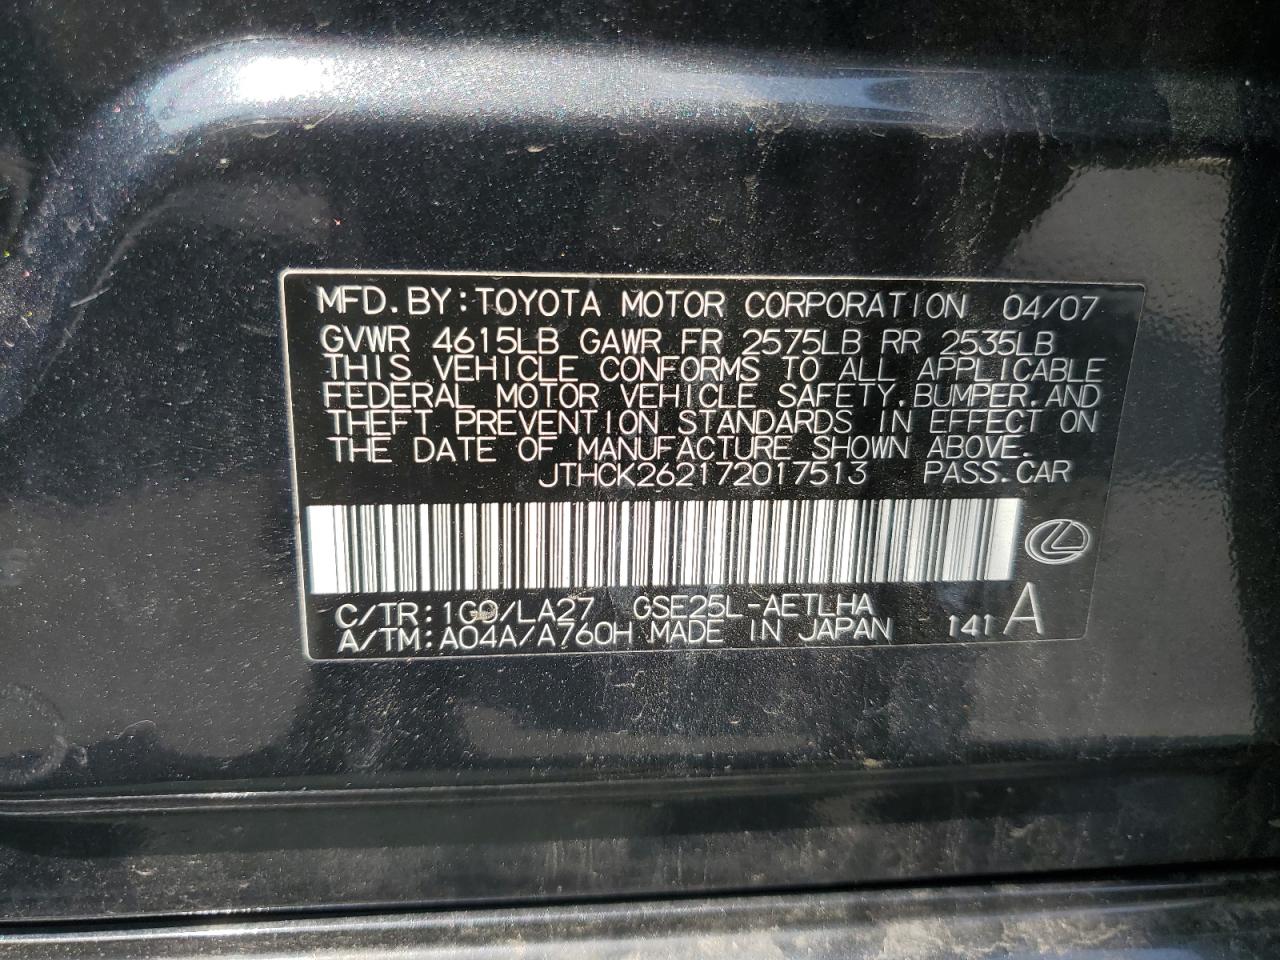 MFD.BY:TOYOTA MOTOR CORPORATION 04/07
GVWR 4615LB GAWR FR 2575LB RR 2535LB
THIS VEHICLE CONFORMS TO ALL APPLICABLE
FEDERAL MOTOR VEHICLE SAFETY,BUMPER,AND
THEFT PREVENTION STANDARDS IN EFFECT ON
THE DATE OF MANUFACTURE SHOWN ABOVE.
JTHCK262172017513 PASS.CAR
C/TR:1G0/LA27 GSE25L-AETLHA
A/TM:A04A/A760H MADE IN JAPAN 141 A